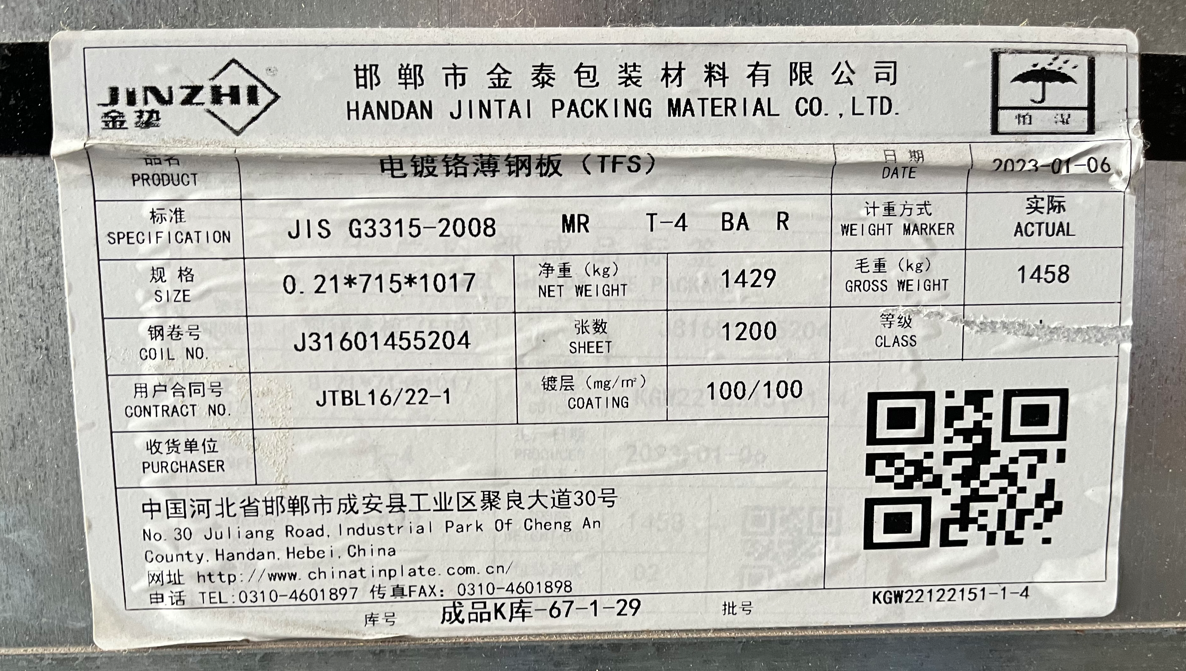 JINZHI ®
金挚
邯郸市金泰包装材料有限公司
HANDAN JINTAI PACKING MATERIAL CO.,LTD.
怕 湿
品名 电镀铬薄钢板（TFS） 日 期 2023-01-06
PRODUCT DATE
标准 JIS G3315-2008 MR T-4 BA R 计重方式 实际
SPECIFICATION WEIGHT MARKER ACTUAL
规 格 0.21*715*1017 净重（kg） 1429 毛重（kg） 1458
SIZE NET WEIGHT GROSS WEIGHT
钢卷号 J31601455204 张数 1200 等级
COIL NO. SHEET CLASS
用户合同号 JTBL16/22-1 镀层（mg/㎡） 100/100
CONTRACT NO. COATING
收货单位
PURCHASER
中国河北省邯郸市成安县工业区聚良大道30号
No.30 Juliang Road,Industrial Park Of Cheng An
County,Handan,Hebei,China
网址 http://www.chinatinplate.com.cn/
电话 TEL:0310-4601897 传真FAX：0310-4601898
KGW22122151-1-4
库号 成品K库-67-1-29 批号